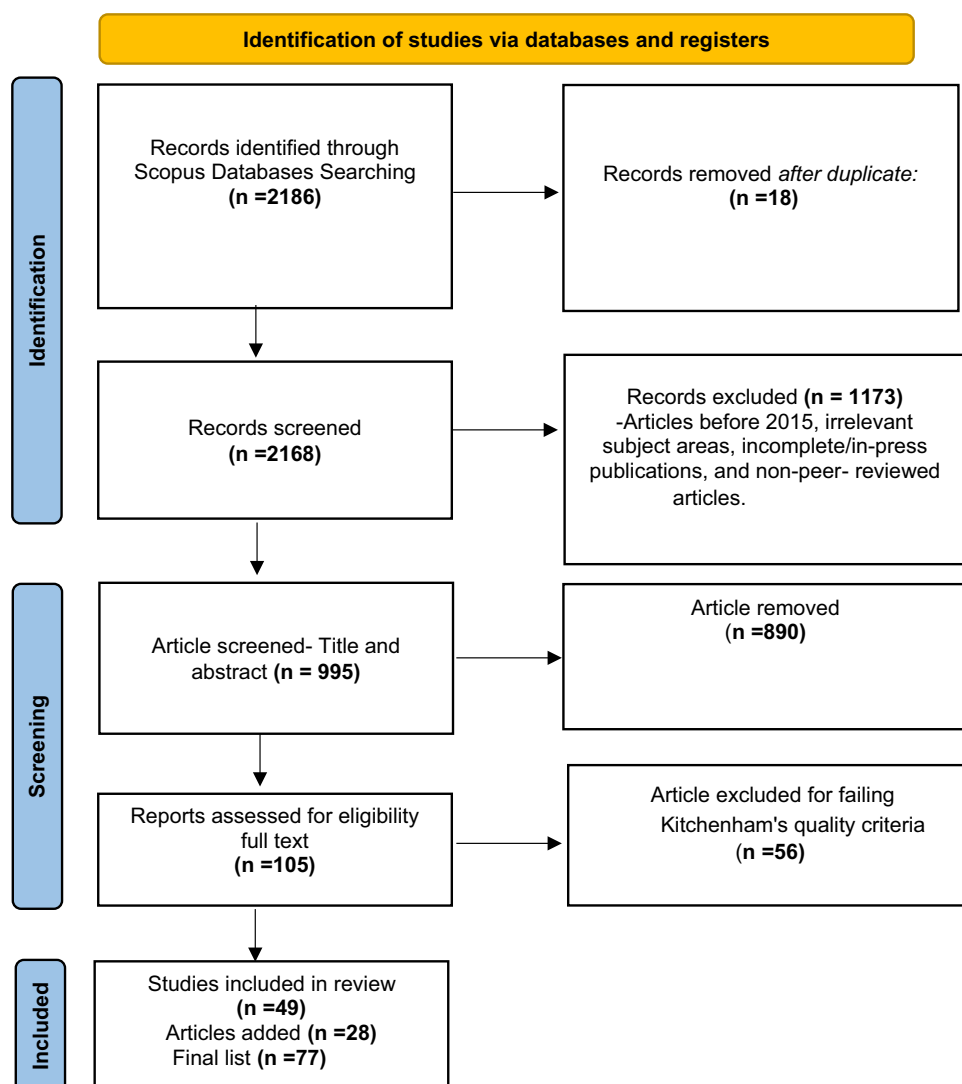 Identification of studies via databases and registers
Identification
Records identified through
Scopus Databases Searching
(n =2186)
Records removed after duplicate:
(n =18)
Records screened
(n =2168)
Records excluded (n = 1173)
-Articles before 2015, irrelevant
subject areas, incomplete/in-press
publications, and non-peer- reviewed
articles.
Screening
Article screened- Title and
abstract (n = 995)
Article removed
(n =890)
Reports assessed for eligibility
full text
(n =105)
Article excluded for failing
Kitchenham's quality criteria
(n =56)
Included
Studies included in review
(n =49)
Articles added (n =28)
Final list (n =77)